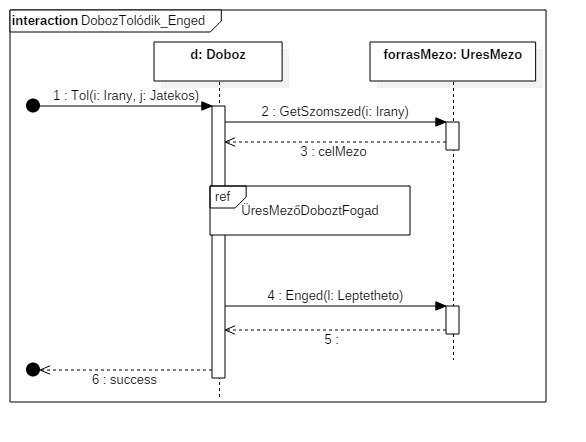 interaction DobozTolódik_Enged
d: Doboz
forrasMezo: UresMezo
1 : Tol(i: Irany, j: Jatekos)
2 : GetSzomszed(i: Irany)
3 : celMezo
ref
ÜresMezőDoboztFogad
4 : Enged(l: Leptetheto)
5 :
6 : success